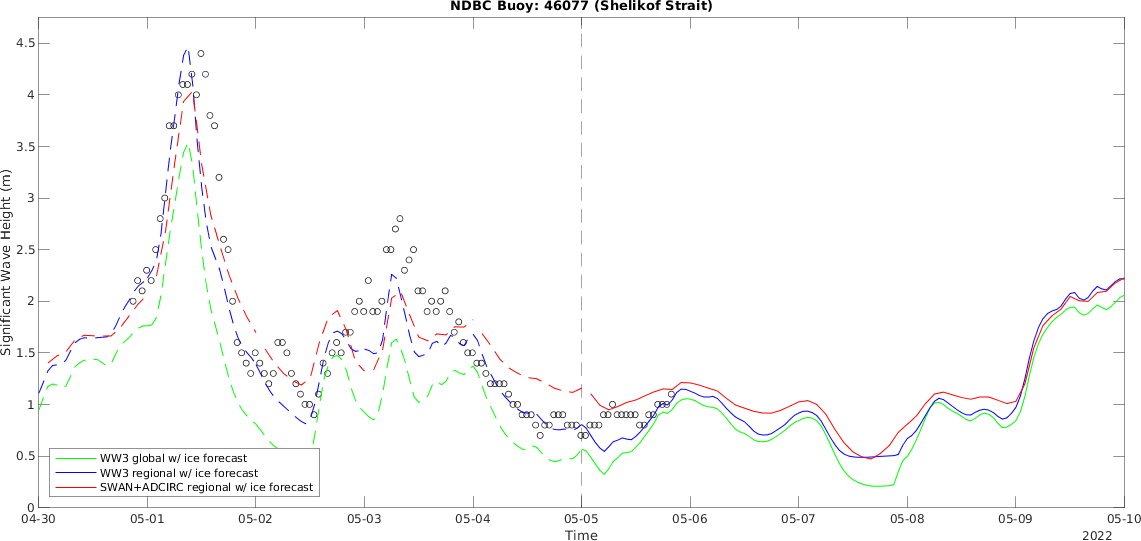 NDBC Buoy: 46077 (Shelikof Strait)
Significant Wave Height (m)
4.5
4
3.5
3
2.5
2
1.5
1
0.5
0
WW3 global w/ ice forecast
WW3 regional w/ ice forecast
SWAN+ADCIRC regional w/ ice forecast
04-30 05-01 05-02 05-03 05-04 05-05 05-06 05-07 05-08 05-09 05-10
Time
2022